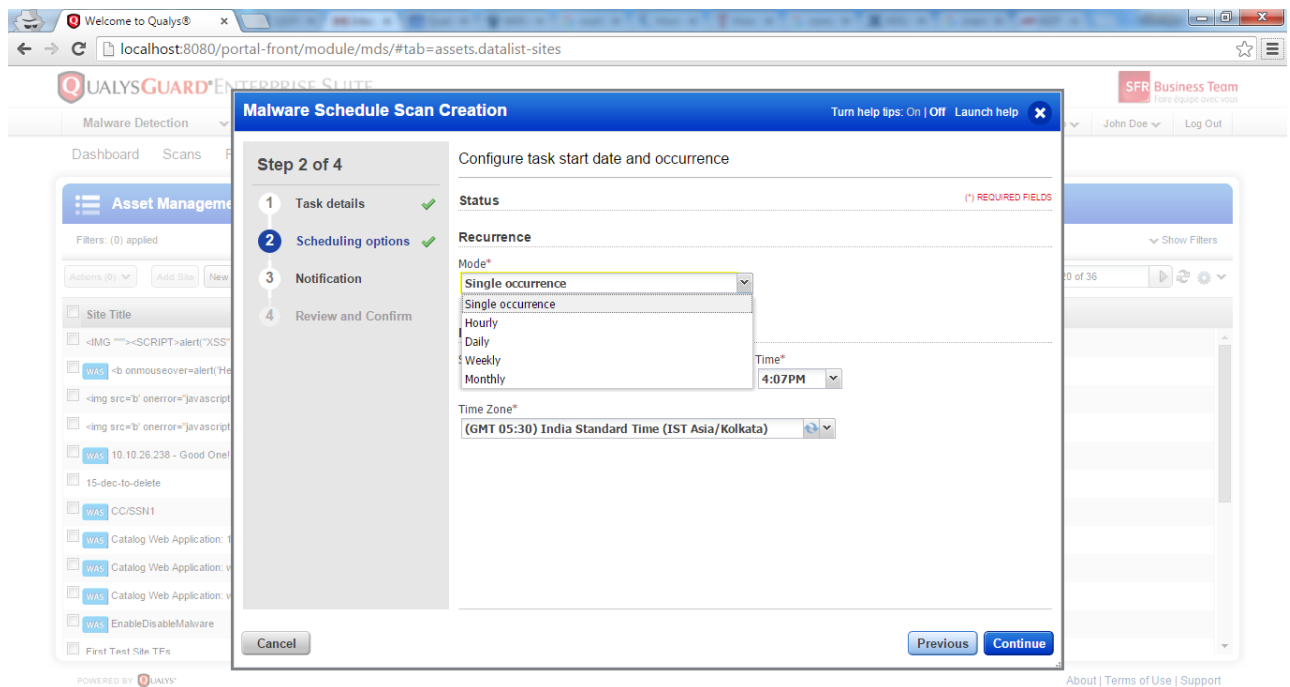 Welcome to Qualys®
localhost:8080/portal-front/module/mds/#tab=assets.datalist-sites
QUALYSGUARD® ENTERPRISE SUITE
SFR Business Team
Faire équipe avec vous
Malware Detection
John Doe Log Out
Dashboard Scans
Malware Schedule Scan Creation
Turn help tips: On | Off Launch help
Step 2 of 4
Configure task start date and occurrence
1 Task details
Status
(*) REQUIRED FIELDS
2 Scheduling options
Recurrence
3 Notification
Mode*
4 Review and Confirm
Single occurrence
Single occurrence
Hourly
Daily
Weekly
Monthly
Time*
4:07PM
Time Zone*
(GMT 05:30) India Standard Time (IST Asia/Kolkata)
Cancel
Previous
Continue
Asset Manageme
Filters: (0) applied
Show Filters
Actions (0) Add Site New
20 of 36
Site Title
<IMG """><SCRIPT>alert("XSS"
WAS <b onmouseover=alert('He
<img src='b' onerror="javascript
<img src='b' onerror="javascript
WAS 10.10.26.238 - Good One!
15-dec-to-delete
WAS CC/SSN1
WAS Catalog Web Application: 1
WAS Catalog Web Application: v
WAS Catalog Web Application: v
WAS EnableDisableMalware
First Test Site TFs
POWERED BY QUALYS®
About | Terms of Use | Support